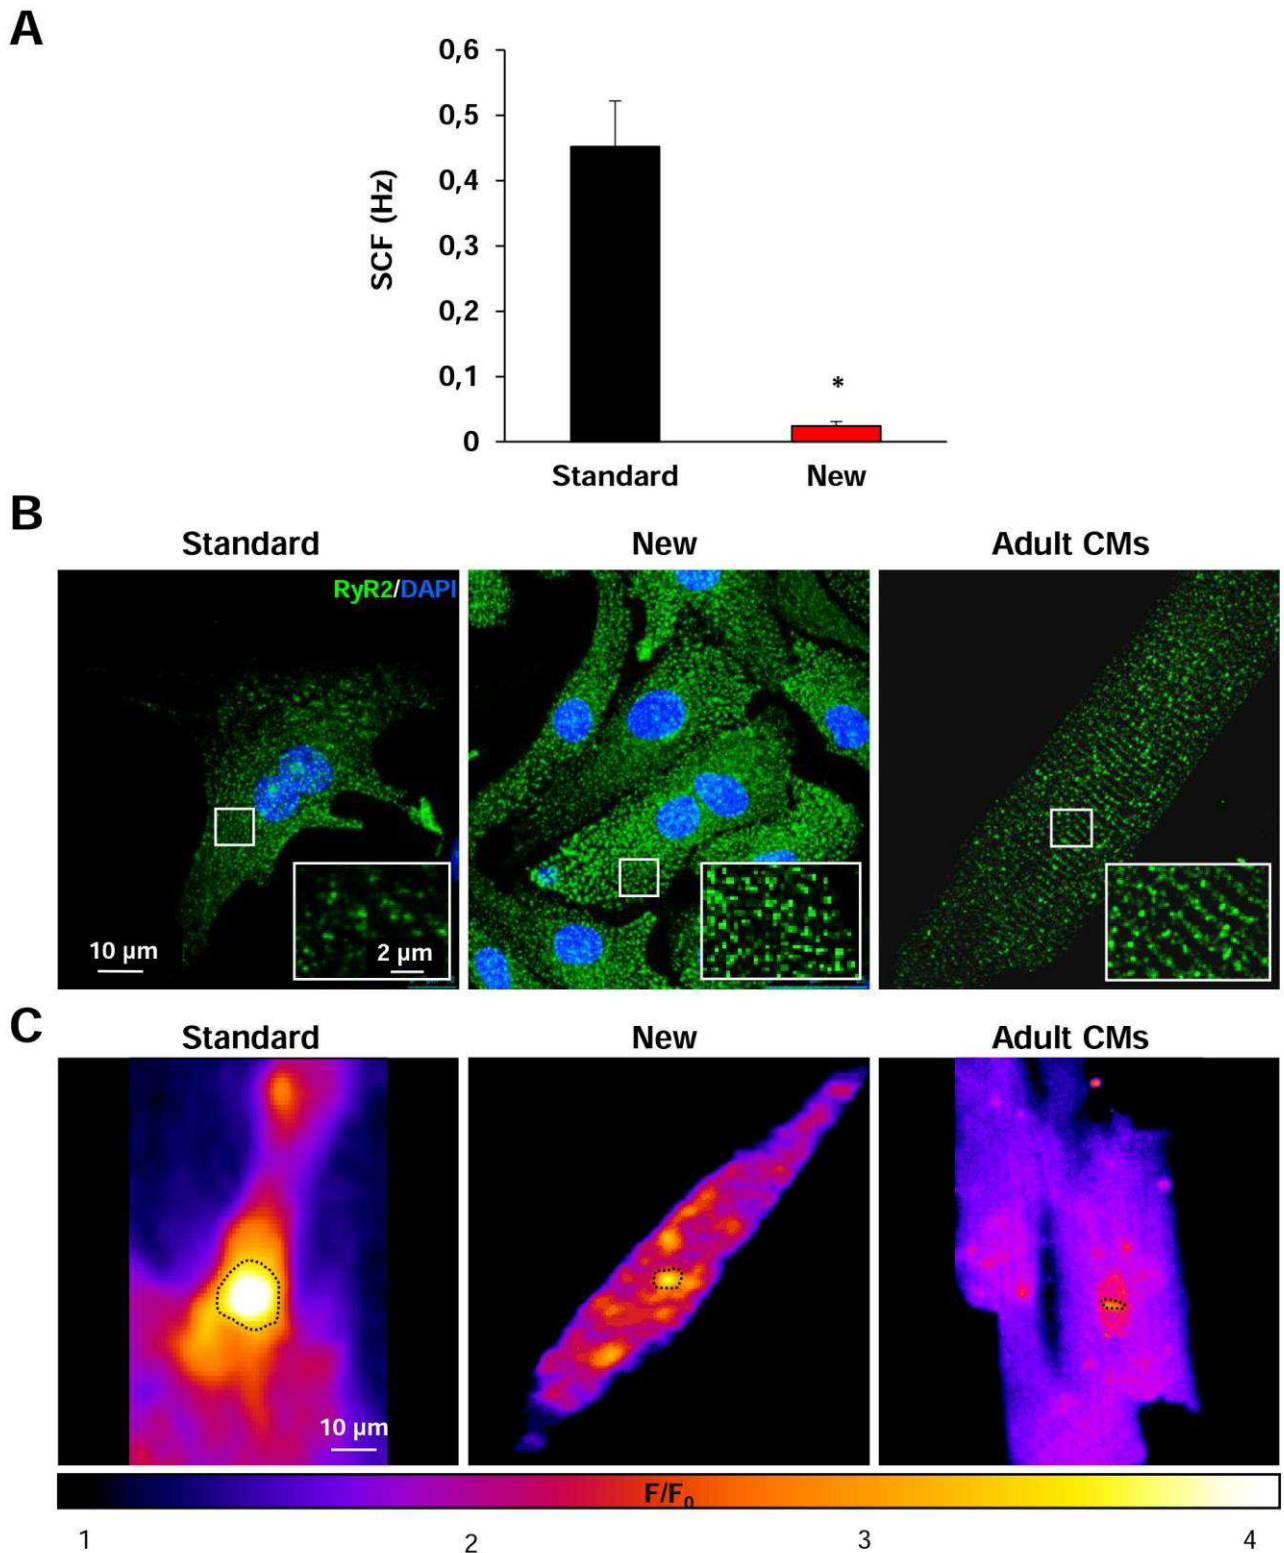 A
0,6
0,5
0,4
0,3
0,2
0,1
0
SCF (Hz)
*
Standard
New
B
Standard
New
Adult CMs
RyR2/DAPI
10 µm
2 µm
C
Standard
New
Adult CMs
10 µm
F/F₀
1
2
3
4